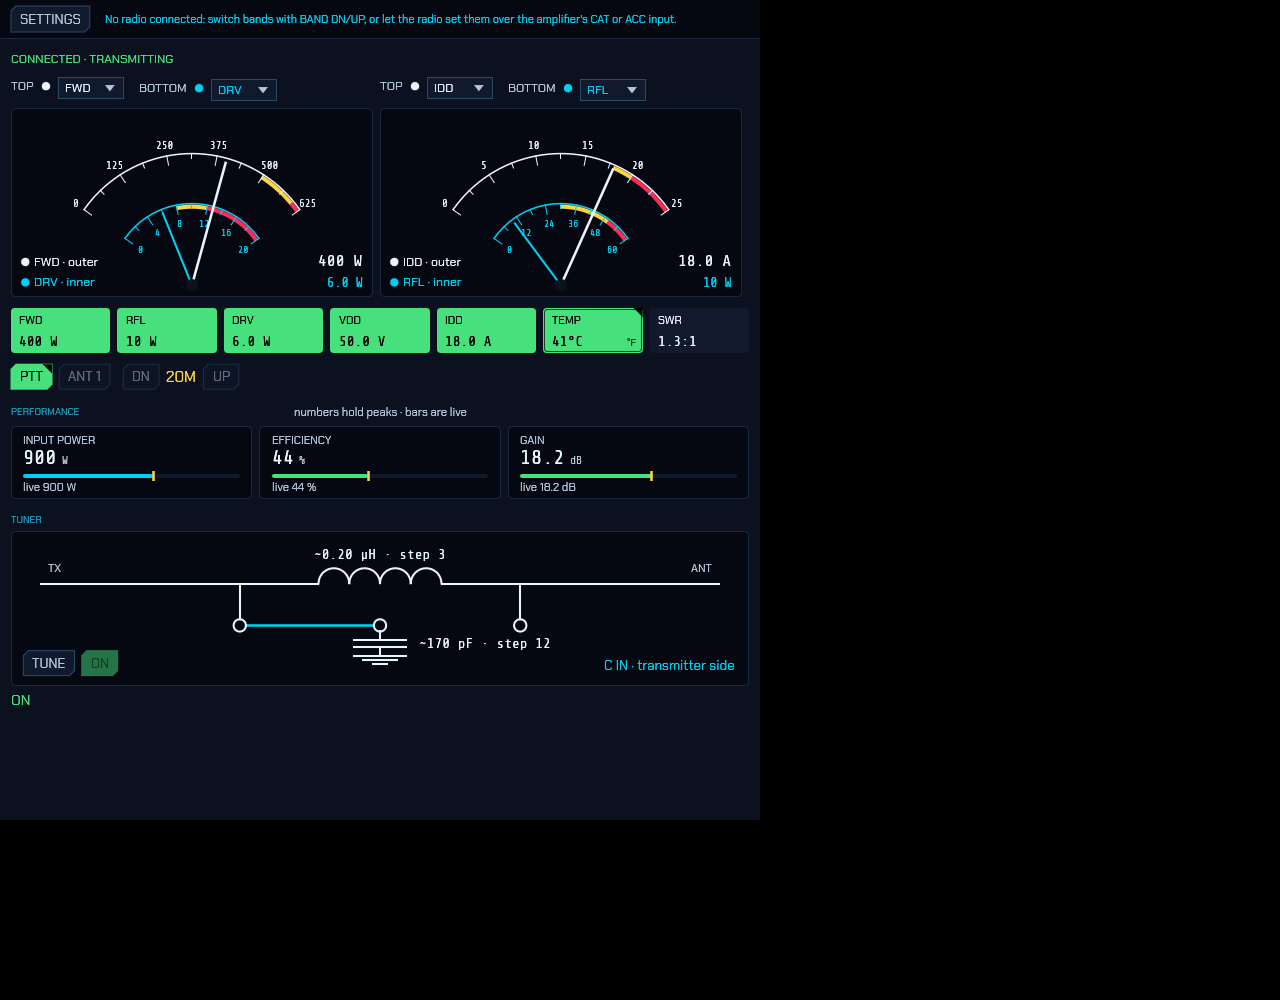 SETTINGS No radio connected: switch bands with BAND DN/UP, or let the radio set them over the amplifier's CAT or ACC input.
CONNECTED · TRANSMITTING
TOP FWD BOTTOM DRV TOP IDD BOTTOM RFL
0 125 250 375 500 625
0 4 8 12 16 20
FWD · outer 400 W
DRV · inner 6.0 W
0 5 10 15 20 25
0 12 24 36 48 60
IDD · outer 18.0 A
RFL · inner 10 W
FWD RFL DRV VDD IDD TEMP SWR
400 W 10 W 6.0 W 50.0 V 18.0 A 41°C °F 1.3:1
PTT ANT 1 DN 20M UP
PERFORMANCE numbers hold peaks · bars are live
INPUT POWER EFFICIENCY GAIN
900 W 44 % 18.2 dB
live 900 W live 44 % live 18.2 dB
TUNER
~0.20 µH · step 3
TX ANT
~170 pF · step 12
TUNE ON C IN · transmitter side
ON